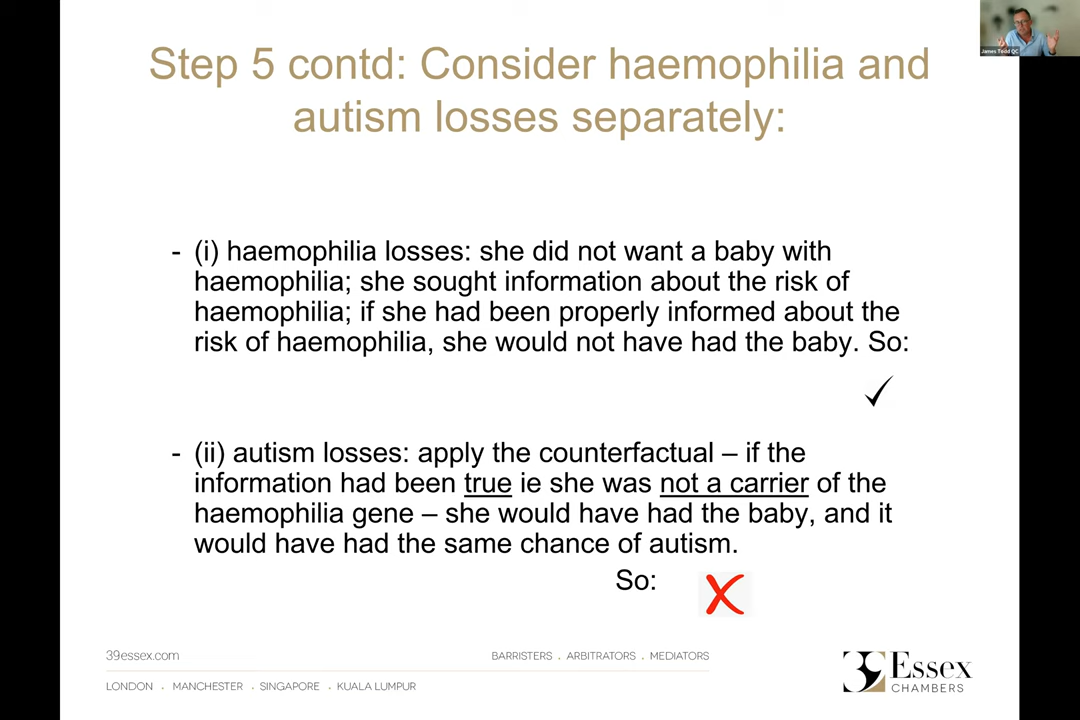 James Todd QC
Step 5 contd: Consider haemophilia and
autism losses separately:
- (i) haemophilia losses: she did not want a baby with
haemophilia; she sought information about the risk of
haemophilia; if she had been properly informed about the
risk of haemophilia, she would not have had the baby. So:
- (ii) autism losses: apply the counterfactual – if the
information had been true ie she was not a carrier of the
haemophilia gene – she would have had the baby, and it
would have had the same chance of autism.
So:
39essex.com
BARRISTERS . ARBITRATORS . MEDIATORS
LONDON . MANCHESTER . SINGAPORE . KUALA LUMPUR
39 Essex
CHAMBERS